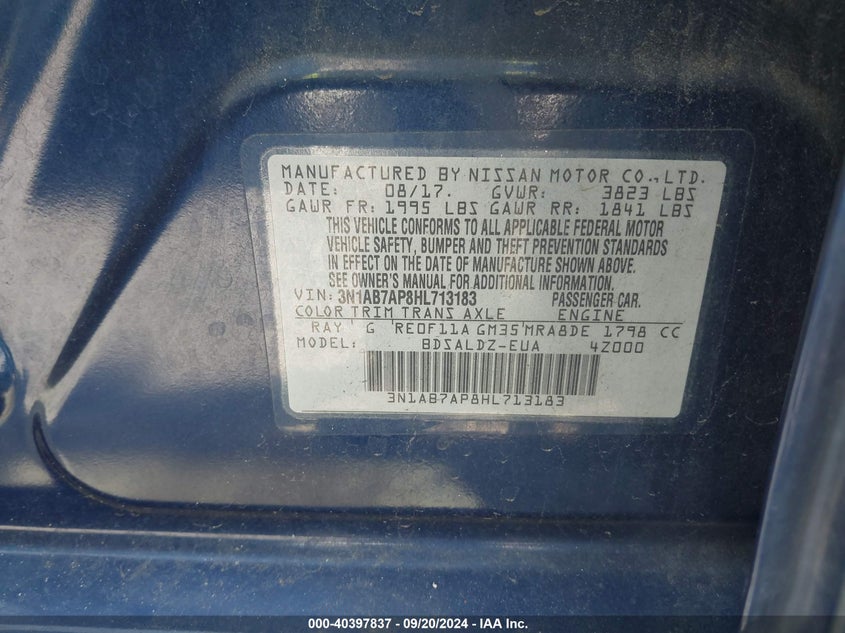 MANUFACTURED BY NISSAN MOTOR CO.,LTD.
DATE: 08/17. GVWR: 3823 LBS
GAWR FR: 1995 LBS GAWR RR: 1841 LBS
THIS VEHICLE CONFORMS TO ALL APPLICABLE FEDERAL MOTOR
VEHICLE SAFETY, BUMPER AND THEFT PREVENTION STANDARDS
IN EFFECT ON THE DATE OF MANUFACTURE SHOWN ABOVE.
SEE OWNER'S MANUAL FOR ADDITIONAL INFORMATION.
VIN: 3N1AB7AP8HL713183 PASSENGER CAR.
COLOR TRIM TRANS AXLE ENGINE
RAY G RE0F11A GM35 MRA8DE 1798 CC
MODEL: BDSALDZ-EUA 4Z000
3N1AB7AP8HL713183
000-40397837 - 09/20/2024 - IAA Inc.